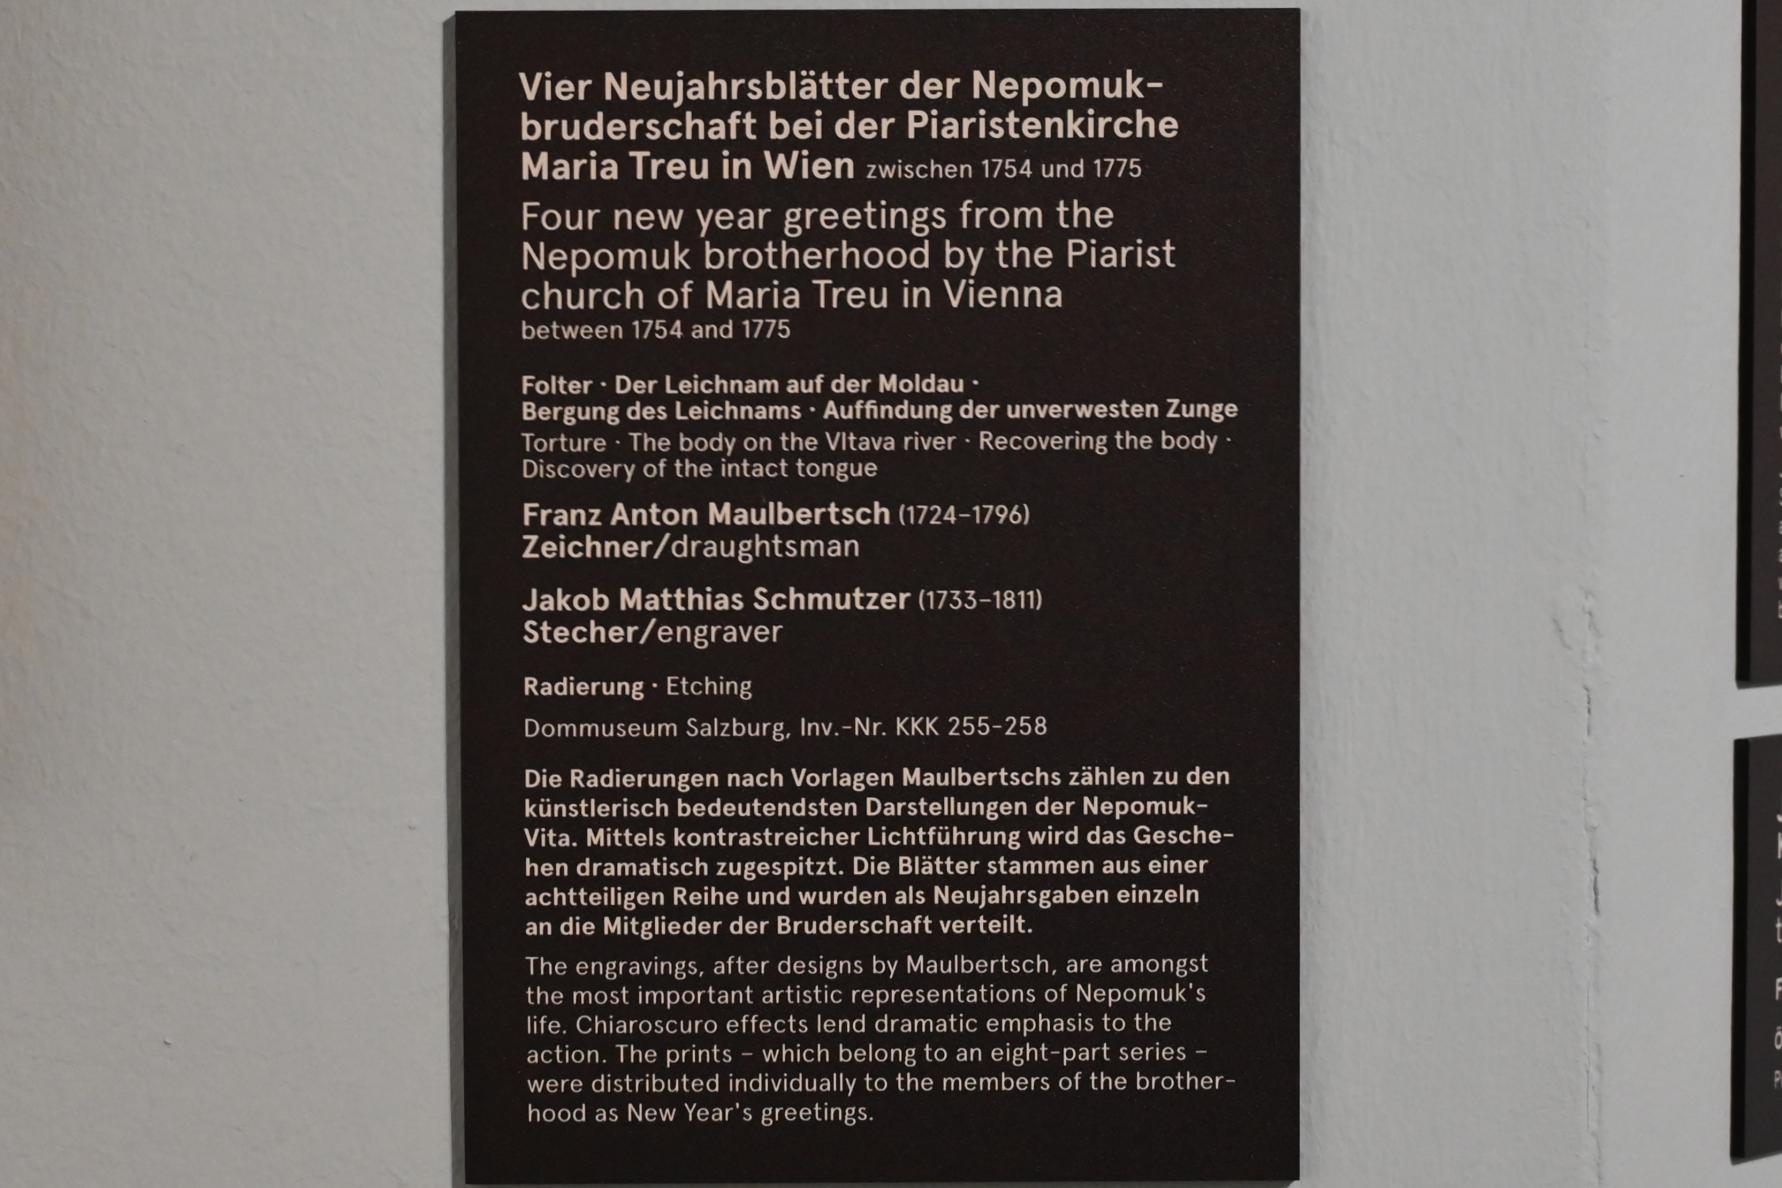 Vier Neujahrsblätter der Nepomuk-
bruderschaft bei der Piaristenkirche
Maria Treu in Wien zwischen 1754 und 1775
Four new year greetings from the
Nepomuk brotherhood by the Piarist
church of Maria Treu in Vienna
between 1754 and 1775
Folter · Der Leichnam auf der Moldau ·
Bergung des Leichnams · Auffindung der unverwesten Zunge
Torture · The body on the Vltava river · Recovering the body ·
Discovery of the intact tongue
Franz Anton Maulbertsch (1724–1796)
Zeichner/draughtsman
Jakob Matthias Schmutzer (1733–1811)
Stecher/engraver
Radierung · Etching
Dommuseum Salzburg, Inv.-Nr. KKK 255-258
Die Radierungen nach Vorlagen Maulbertschs zählen zu den
künstlerisch bedeutendsten Darstellungen der Nepomuk-
Vita. Mittels kontrastreicher Lichtführung wird das Gesche-
hen dramatisch zugespitzt. Die Blätter stammen aus einer
achtteiligen Reihe und wurden als Neujahrsgaben einzeln
an die Mitglieder der Bruderschaft verteilt.
The engravings, after designs by Maulbertsch, are amongst
the most important artistic representations of Nepomuk's
life. Chiaroscuro effects lend dramatic emphasis to the
action. The prints – which belong to an eight-part series –
were distributed individually to the members of the brother-
hood as New Year's greetings.